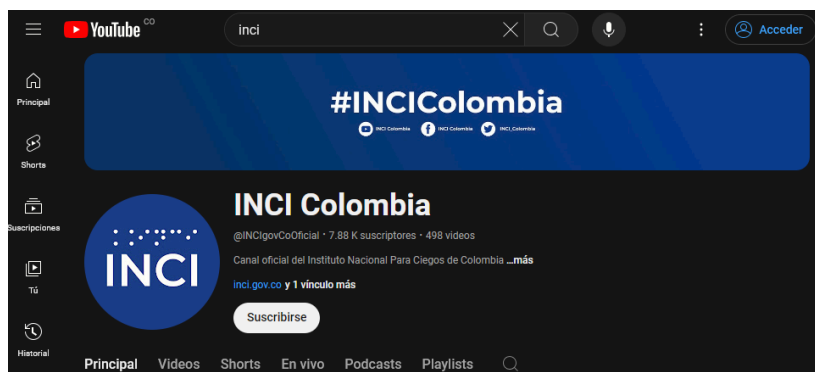 YouTube CO
inci
Acceder
Principal
Shorts
Suscripciones
Tú
Historial
#INCIColombia
INCI Colombia INCI Colombia INCI_Colombia
INCI
INCI Colombia
@INCIgovCoOficial • 7.88 K suscriptores • 498 videos
Canal oficial del Instituto Nacional Para Ciegos de Colombia ...más
inci.gov.co y 1 vínculo más
Suscribirse
Principal Videos Shorts En vivo Podcasts Playlists